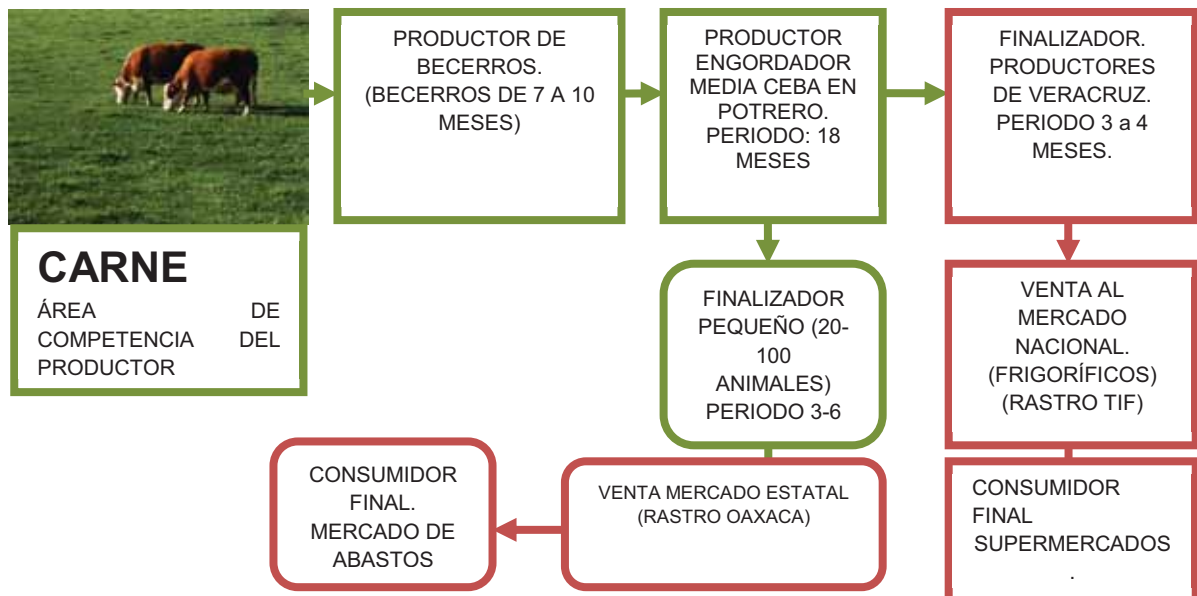 PRODUCTOR DE
BECERROS.
(BECERROS DE 7 A 10
MESES)
PRODUCTOR
ENGORDADOR
MEDIA CEBA EN
POTRERO.
PERIODO: 18
MESES
FINALIZADOR.
PRODUCTORES
DE VERACRUZ.
PERIODO 3 a 4
MESES.
CARNE
ÁREA DE
COMPETENCIA DEL
PRODUCTOR
FINALIZADOR
PEQUEÑO (20-
100
ANIMALES)
PERIODO 3-6
VENTA AL
MERCADO
NACIONAL.
(FRIGORÍFICOS)
(RASTRO TIF)
CONSUMIDOR
FINAL.
MERCADO DE
ABASTOS
VENTA MERCADO ESTATAL
(RASTRO OAXACA)
CONSUMIDOR
FINAL
SUPERMERCADOS
.